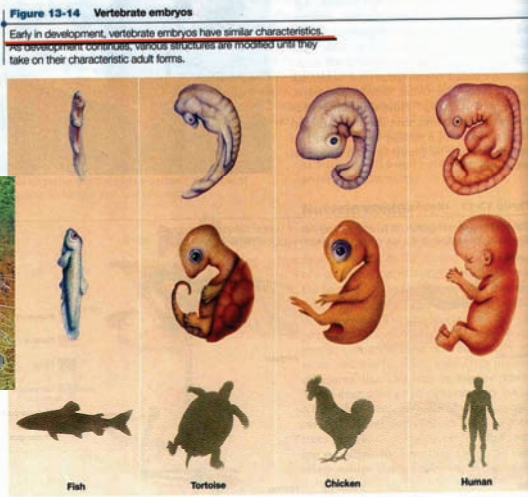 Figure 13-14 Vertebrate embryos
Early in development, vertebrate embryos have similar characteristics.
As development continues, various structures are modified until they
take on their characteristic adult forms.
Fish Tortoise Chicken Human